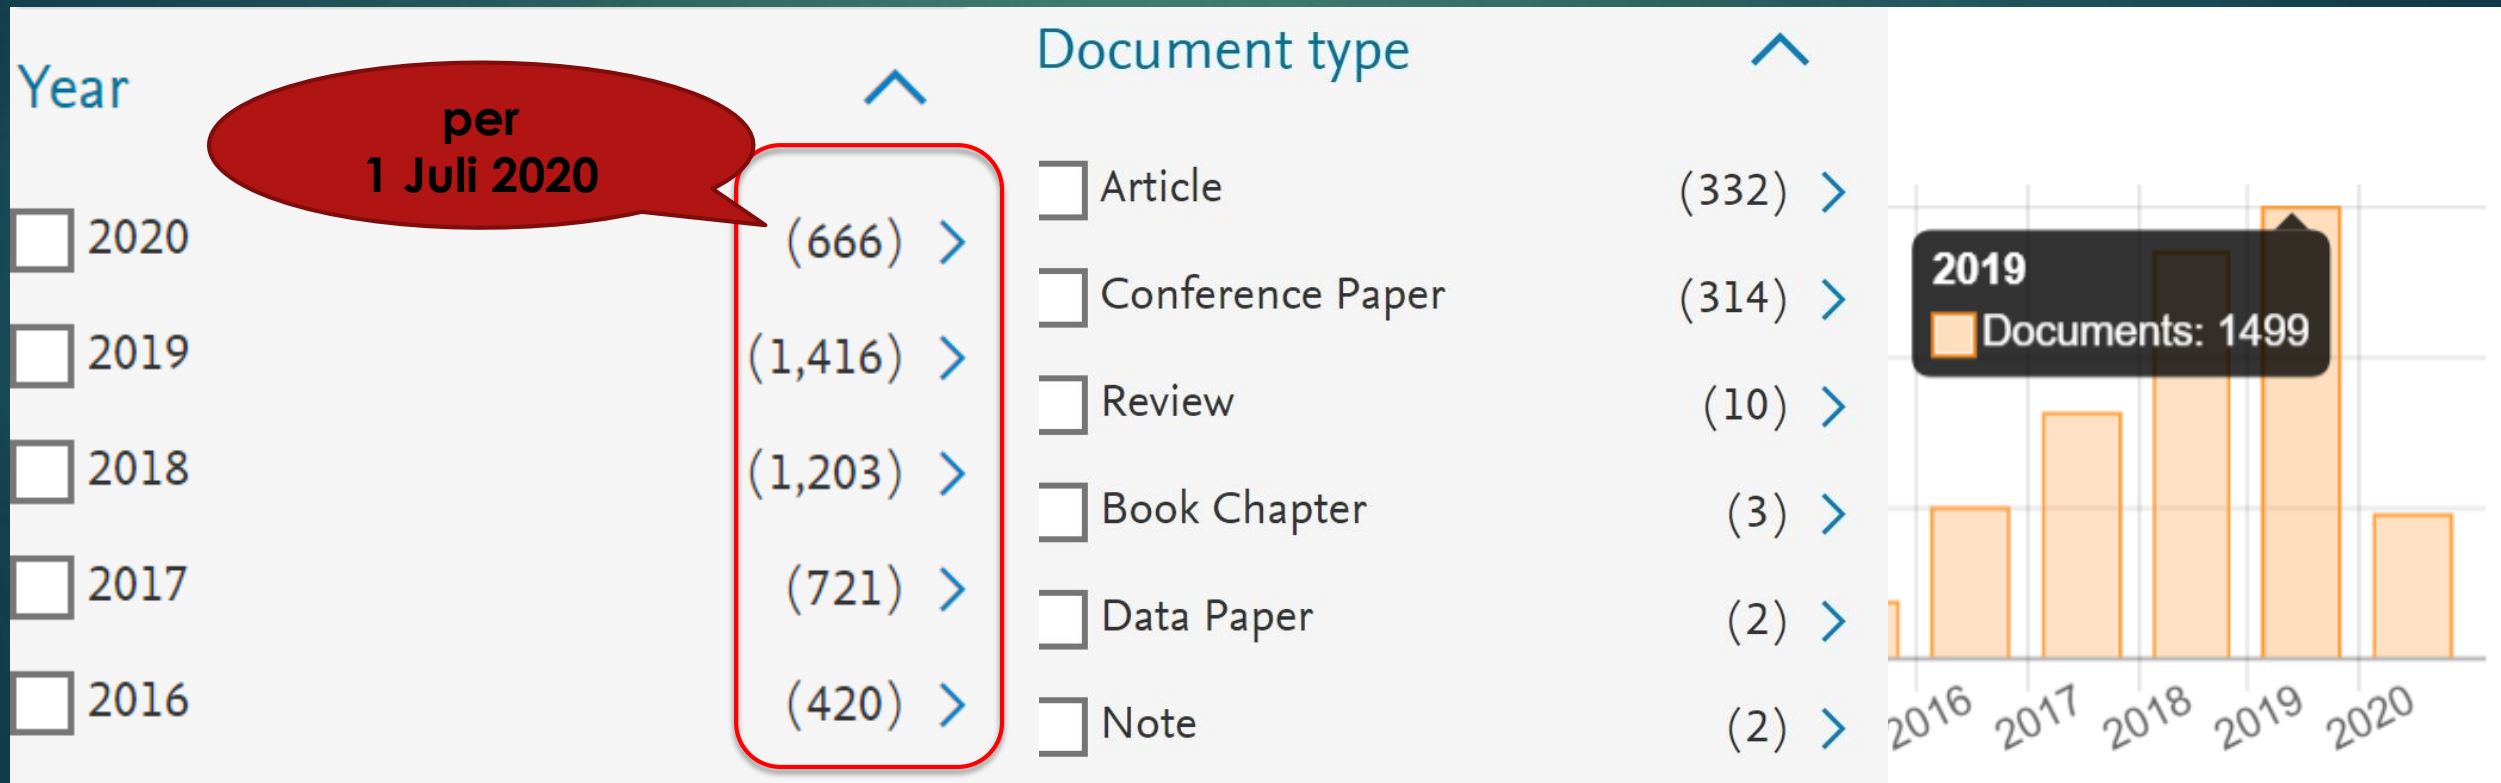 Year
per
1 Juli 2020
2020 (666)
2019 (1,416)
2018 (1,203)
2017 (721)
2016 (420)
Document type
Article (332)
Conference Paper (314)
Review (10)
Book Chapter (3)
Data Paper (2)
Note (2)
2019
Documents: 1499
2016 2017 2018 2019 2020